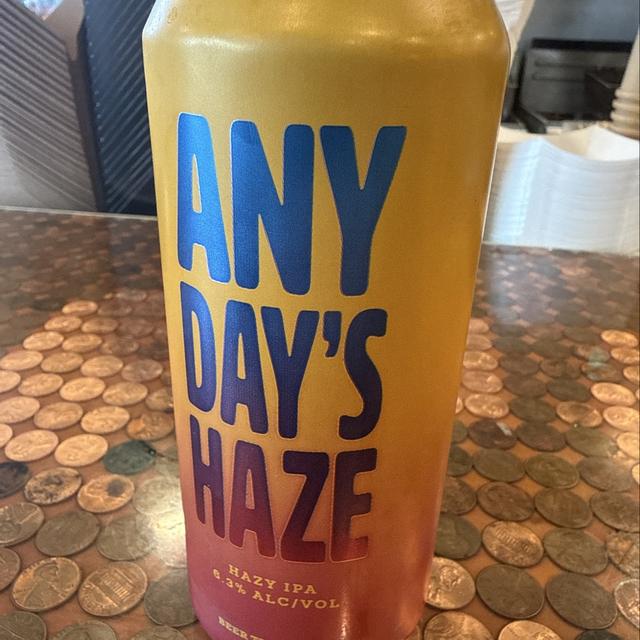 ANY
DAY'S
HAZE
HAZY IPA
6.3% ALC/VOL